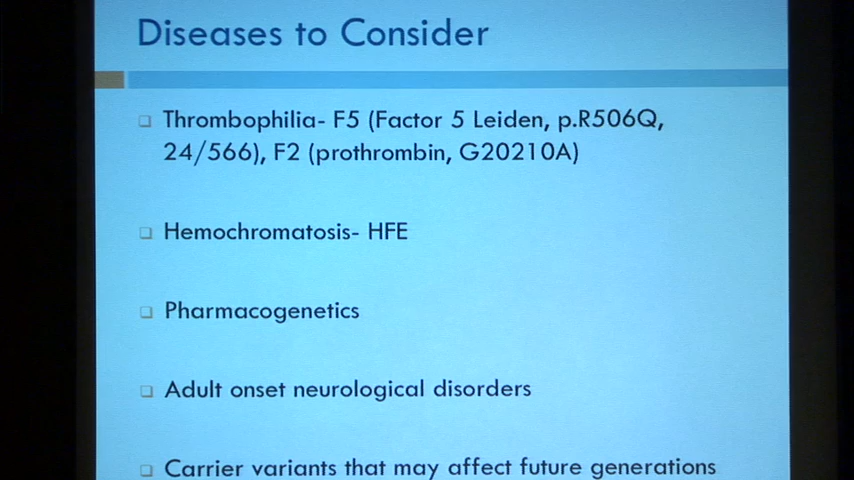 Diseases to Consider
Thrombophilia- F5 (Factor 5 Leiden, p.R506Q,
24/566), F2 (prothrombin, G20210A)
Hemochromatosis- HFE
Pharmacogenetics
Adult onset neurological disorders
Carrier variants that may affect future generations